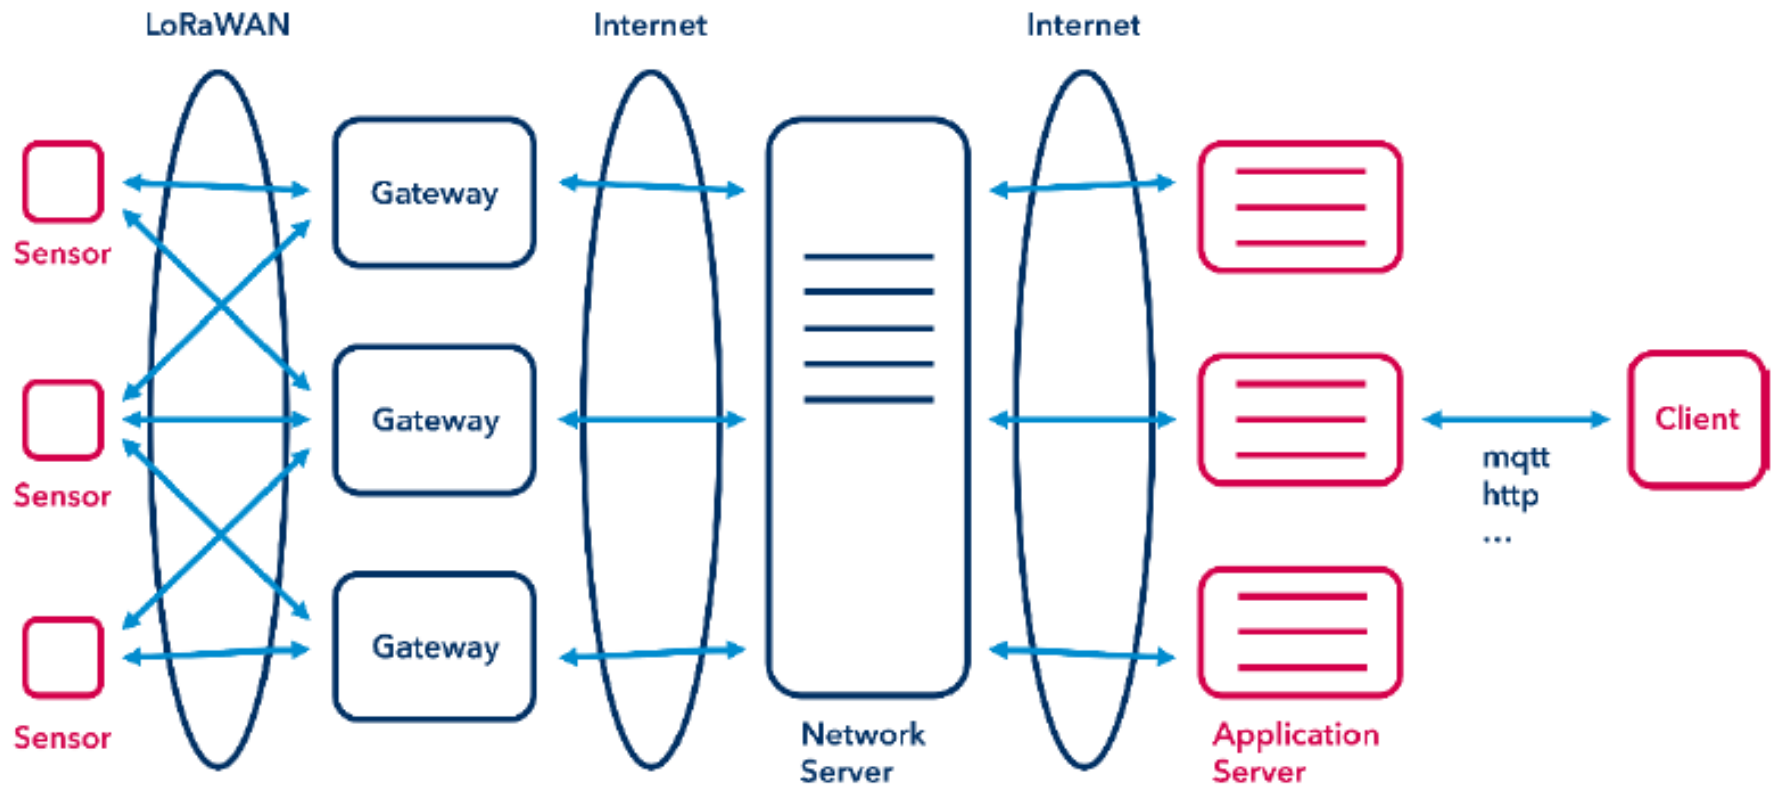 LoRaWAN
Internet
Internet
Sensor
Sensor
Sensor
Gateway
Gateway
Gateway
Network
Server
Application
Server
mqtt
http
...
Client